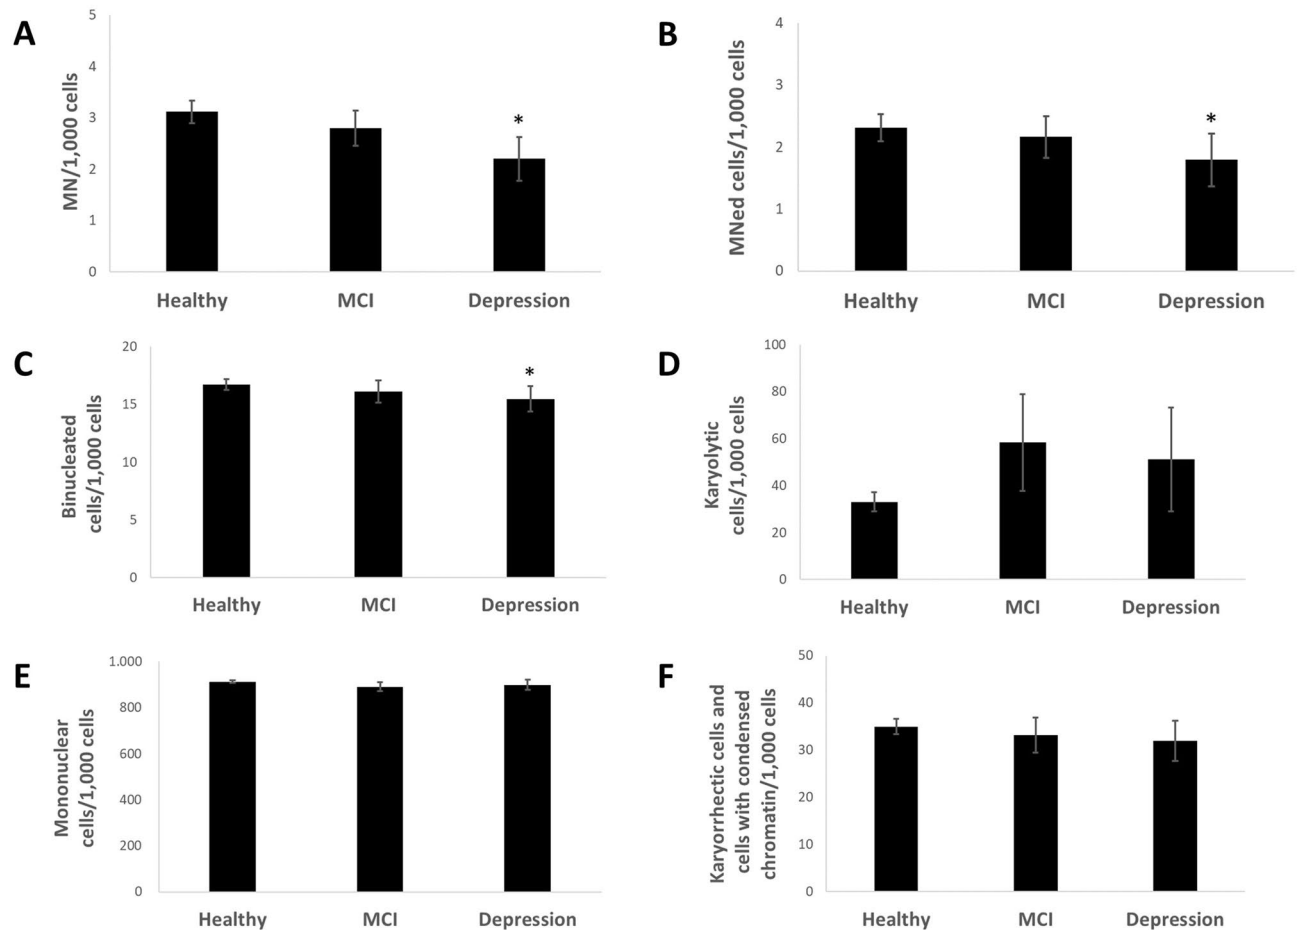 A
MN/1,000 cells
5
4
3
2
1
0
*
Healthy
MCI
Depression
B
MNed cells/1,000 cells
4
3
2
1
0
*
Healthy
MCI
Depression
C
Binucleated
cells/1,000 cells
20
15
10
5
0
*
Healthy
MCI
Depression
D
Karyolytic
cells/1,000 cells
100
80
60
40
20
0
Healthy
MCI
Depression
E
Mononuclear
cells/1,000 cells
1.000
800
600
400
200
0
Healthy
MCI
Depression
F
Karyorrhectic cells and
cells with condensed
chromatin/1,000 cells
50
40
30
20
10
0
Healthy
MCI
Depression